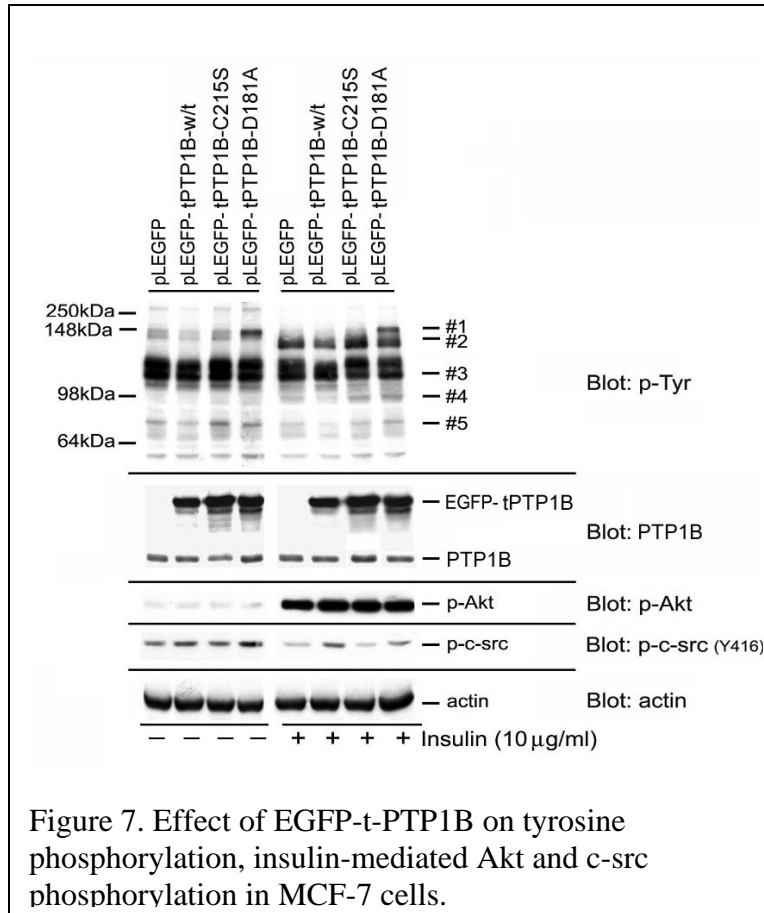 pLEGFP
pLEGFP-tPTP1B-w/t
pLEGFP-tPTP1B-C215S
pLEGFP-tPTP1B-D181A
pLEGFP
pLEGFP-tPTP1B-w/t
pLEGFP-tPTP1B-C215S
pLEGFP-tPTP1B-D181A
250kDa
148kDa
98kDa
64kDa
#1
#2
#3
#4
#5
Blot: p-Tyr
EGFP-tPTP1B
PTP1B
Blot: PTP1B
p-Akt
Blot: p-Akt
p-c-src
Blot: p-c-src (Y416)
actin
Blot: actin
− − − − + + + + Insulin (10 μg/ml)
Figure 7. Effect of EGFP-t-PTP1B on tyrosine
phosphorylation, insulin-mediated Akt and c-src
phosphorylation in MCF-7 cells.